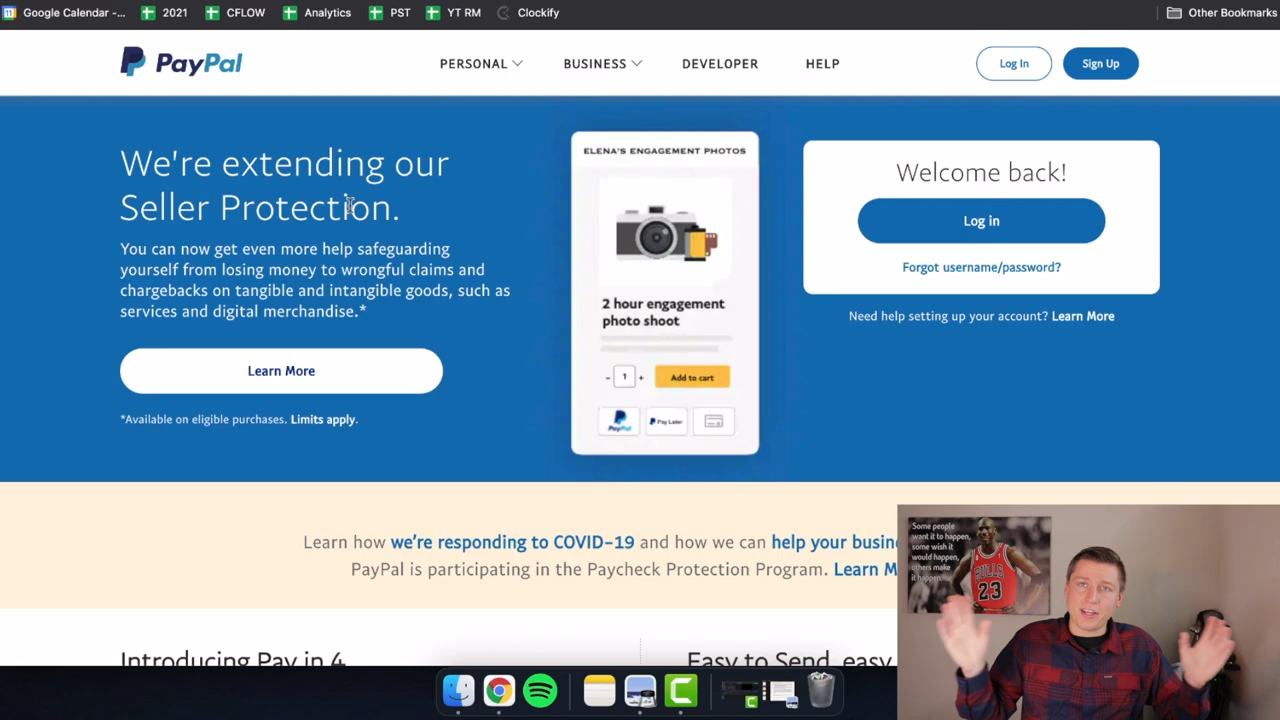 Google Calendar -...
2021
CFLOW
Analytics
PST
YT RM
Clockify
Other Bookmarks
PayPal
PERSONAL
BUSINESS
DEVELOPER
HELP
Log In
Sign Up
We're extending our
Seller Protection.
You can now get even more help safeguarding
yourself from losing money to wrongful claims and
chargebacks on tangible and intangible goods, such as
services and digital merchandise.*
Learn More
*Available on eligible purchases. Limits apply.
ELENA'S ENGAGEMENT PHOTOS
2 hour engagement
photo shoot
- 1 +
Add to cart
PayPal
Pay Later
Welcome back!
Log in
Forgot username/password?
Need help setting up your account? Learn More
Learn how we're responding to COVID-19 and how we can help your busin
PayPal is participating in the Paycheck Protection Program. Learn M
Introducing Pay in 4
Easy to Send, easy
Some people
want it to happen,
some wish it
would happen,
others make
it happen.
BULLS
23